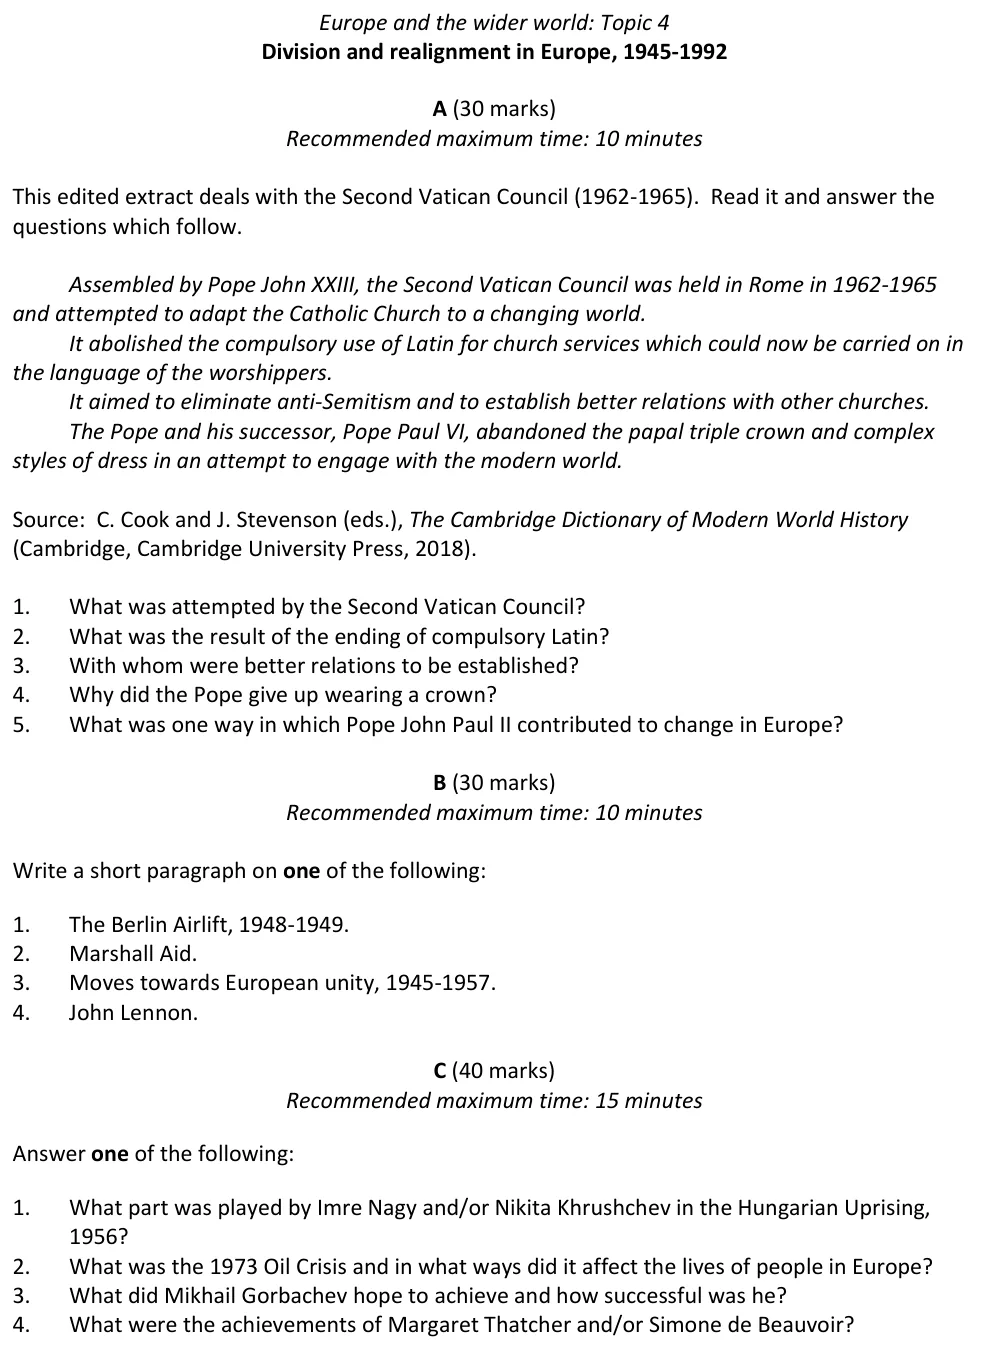 Europe and the wider world: Topic 4
Division and realignment in Europe, 1945-1992
A (30 marks)
Recommended maximum time: 10 minutes
This edited extract deals with the Second Vatican Council (1962-1965).  Read it and answer the
questions which follow.
Assembled by Pope John XXIII, the Second Vatican Council was held in Rome in 1962-1965
and attempted to adapt the Catholic Church to a changing world.
It abolished the compulsory use of Latin for church services which could now be carried on in
the language of the worshippers.
It aimed to eliminate anti-Semitism and to establish better relations with other churches.
The Pope and his successor, Pope Paul VI, abandoned the papal triple crown and complex
styles of dress in an attempt to engage with the modern world.
Source:  C. Cook and J. Stevenson (eds.), The Cambridge Dictionary of Modern World History
(Cambridge, Cambridge University Press, 2018).
1. What was attempted by the Second Vatican Council?
2. What was the result of the ending of compulsory Latin?
3. With whom were better relations to be established?
4. Why did the Pope give up wearing a crown?
5. What was one way in which Pope John Paul II contributed to change in Europe?
B (30 marks)
Recommended maximum time: 10 minutes
Write a short paragraph on one of the following:
1. The Berlin Airlift, 1948-1949.
2. Marshall Aid.
3. Moves towards European unity, 1945-1957.
4. John Lennon.
C (40 marks)
Recommended maximum time: 15 minutes
Answer one of the following:
1. What part was played by Imre Nagy and/or Nikita Khrushchev in the Hungarian Uprising,
1956?
2. What was the 1973 Oil Crisis and in what ways did it affect the lives of people in Europe?
3. What did Mikhail Gorbachev hope to achieve and how successful was he?
4. What were the achievements of Margaret Thatcher and/or Simone de Beauvoir?